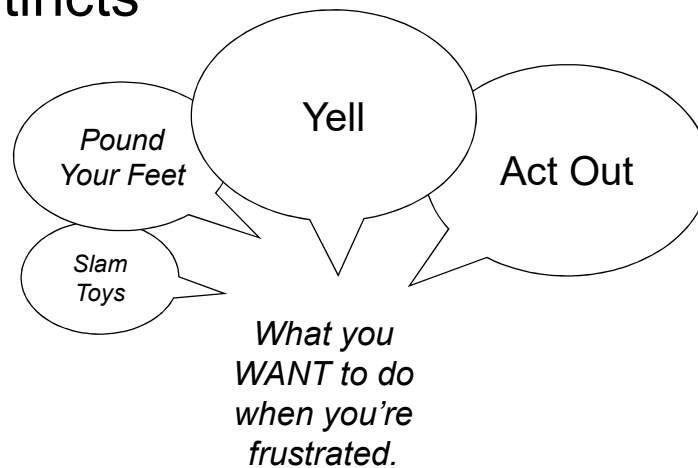 Yell
Pound
Your Feet
Act Out
Slam
Toys
What you
WANT to do
when you’re
frustrated.